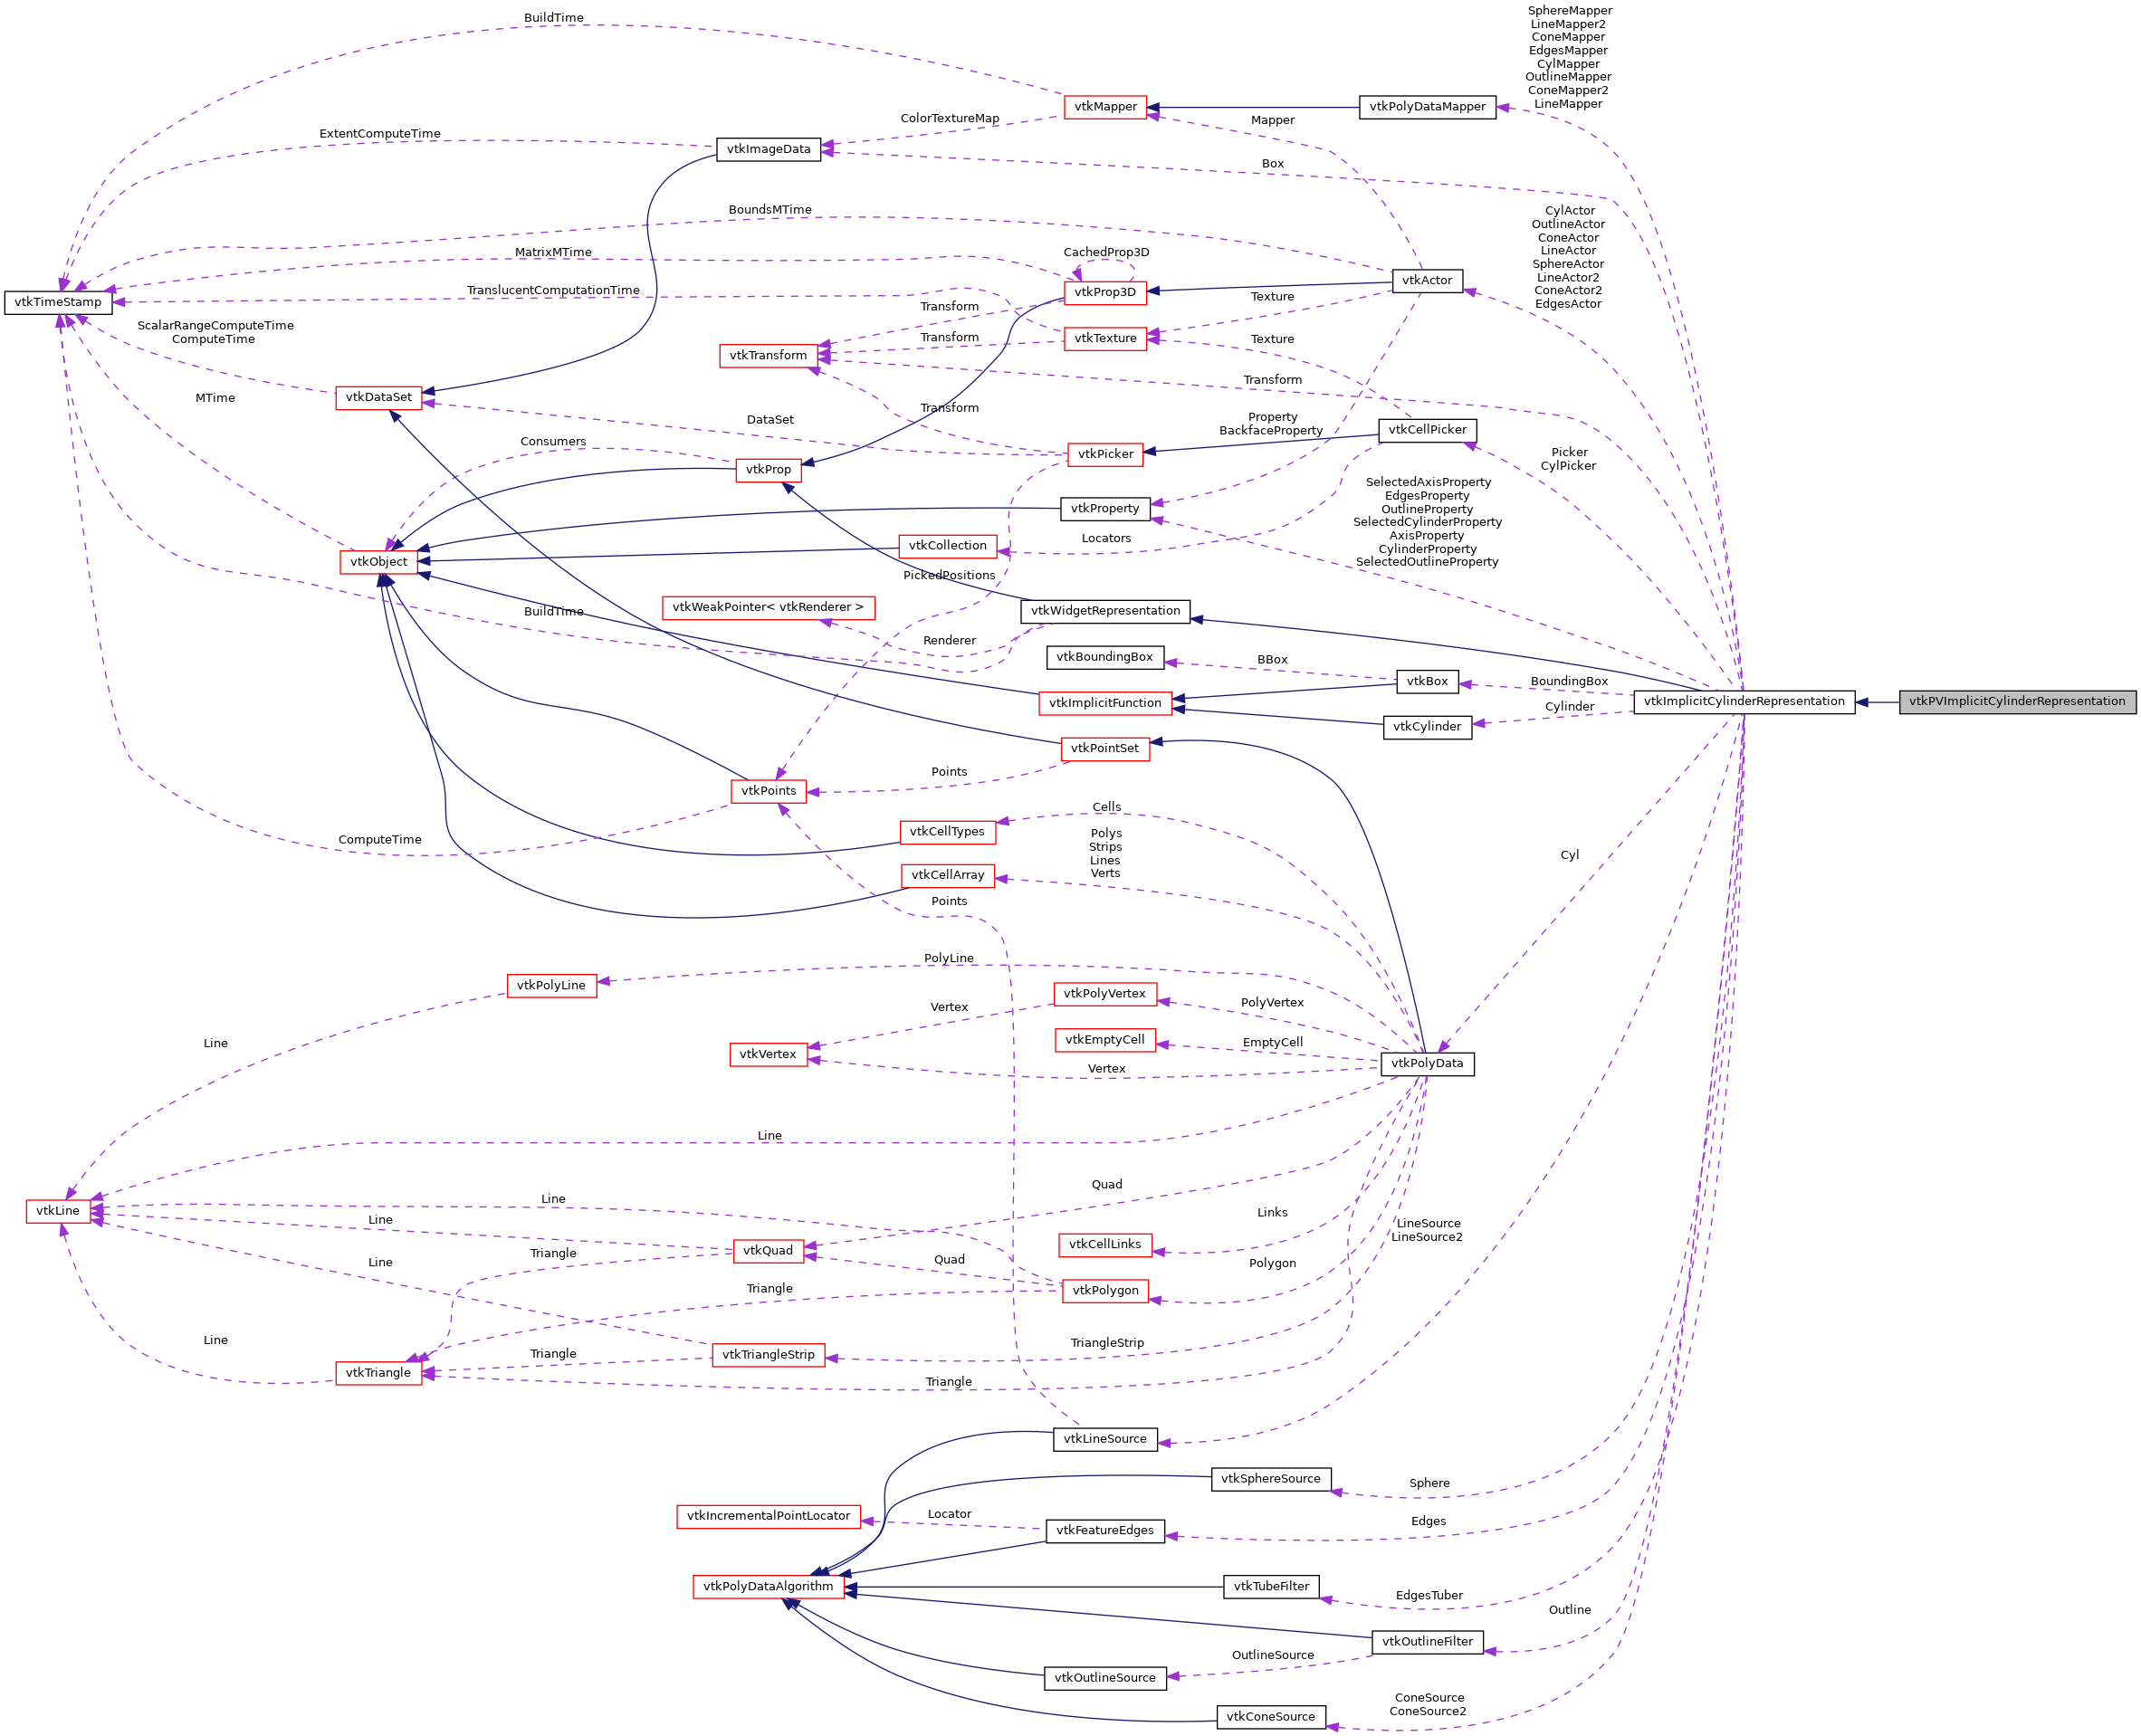 BuildTime
SphereMapper
LineMapper2
ConeMapper
EdgesMapper
CylMapper
OutlineMapper
ConeMapper2
LineMapper
vtkMapper
vtkPolyDataMapper
ColorTextureMap
Mapper
ExtentComputeTime
vtkImageData
Box
BoundsMTime
CylActor
OutlineActor
ConeActor
LineActor
SphereActor
LineActor2
ConeActor2
EdgesActor
MatrixMTime
CachedProp3D
vtkActor
vtkTimeStamp
TranslucentComputationTime
vtkProp3D
Texture
Transform
ScalarRangeComputeTime
ComputeTime
vtkTexture
Texture
Transform
vtkTransform
Transform
vtkDataSet
MTime
Transform
DataSet
Property
BackfaceProperty
vtkCellPicker
Consumers
vtkPicker
Picker
CylPicker
vtkProp
SelectedAxisProperty
EdgesProperty
OutlineProperty
SelectedCylinderProperty
AxisProperty
CylinderProperty
SelectedOutlineProperty
vtkProperty
Locators
vtkCollection
vtkObject
PickedPositions
vtkWeakPointer< vtkRenderer >
BuildTime
vtkWidgetRepresentation
Renderer
vtkBoundingBox
BBox
vtkBox
BoundingBox
vtkImplicitFunction
Cylinder
vtkImplicitCylinderRepresentation
vtkPVImplicitCylinderRepresentation
vtkCylinder
vtkPointSet
Points
vtkPoints
Cells
ComputeTime
vtkCellTypes
Polys
Strips
Lines
Verts
Cyl
vtkCellArray
Points
PolyLine
vtkPolyLine
vtkPolyVertex
PolyVertex
Vertex
Line
vtkVertex
vtkEmptyCell
EmptyCell
Vertex
vtkPolyData
Line
Quad
vtkLine
Line
Line
Links
LineSource
LineSource2
Triangle
vtkQuad
vtkCellLinks
Line
Quad
Polygon
Triangle
vtkPolygon
Line
Triangle
vtkTriangleStrip
TriangleStrip
vtkTriangle
Triangle
vtkLineSource
vtkSphereSource
Sphere
vtkIncrementalPointLocator
Locator
vtkFeatureEdges
Edges
vtkPolyDataAlgorithm
vtkTubeFilter
EdgesTuber
Outline
vtkOutlineFilter
OutlineSource
vtkOutlineSource
ConeSource
ConeSource2
vtkConeSource